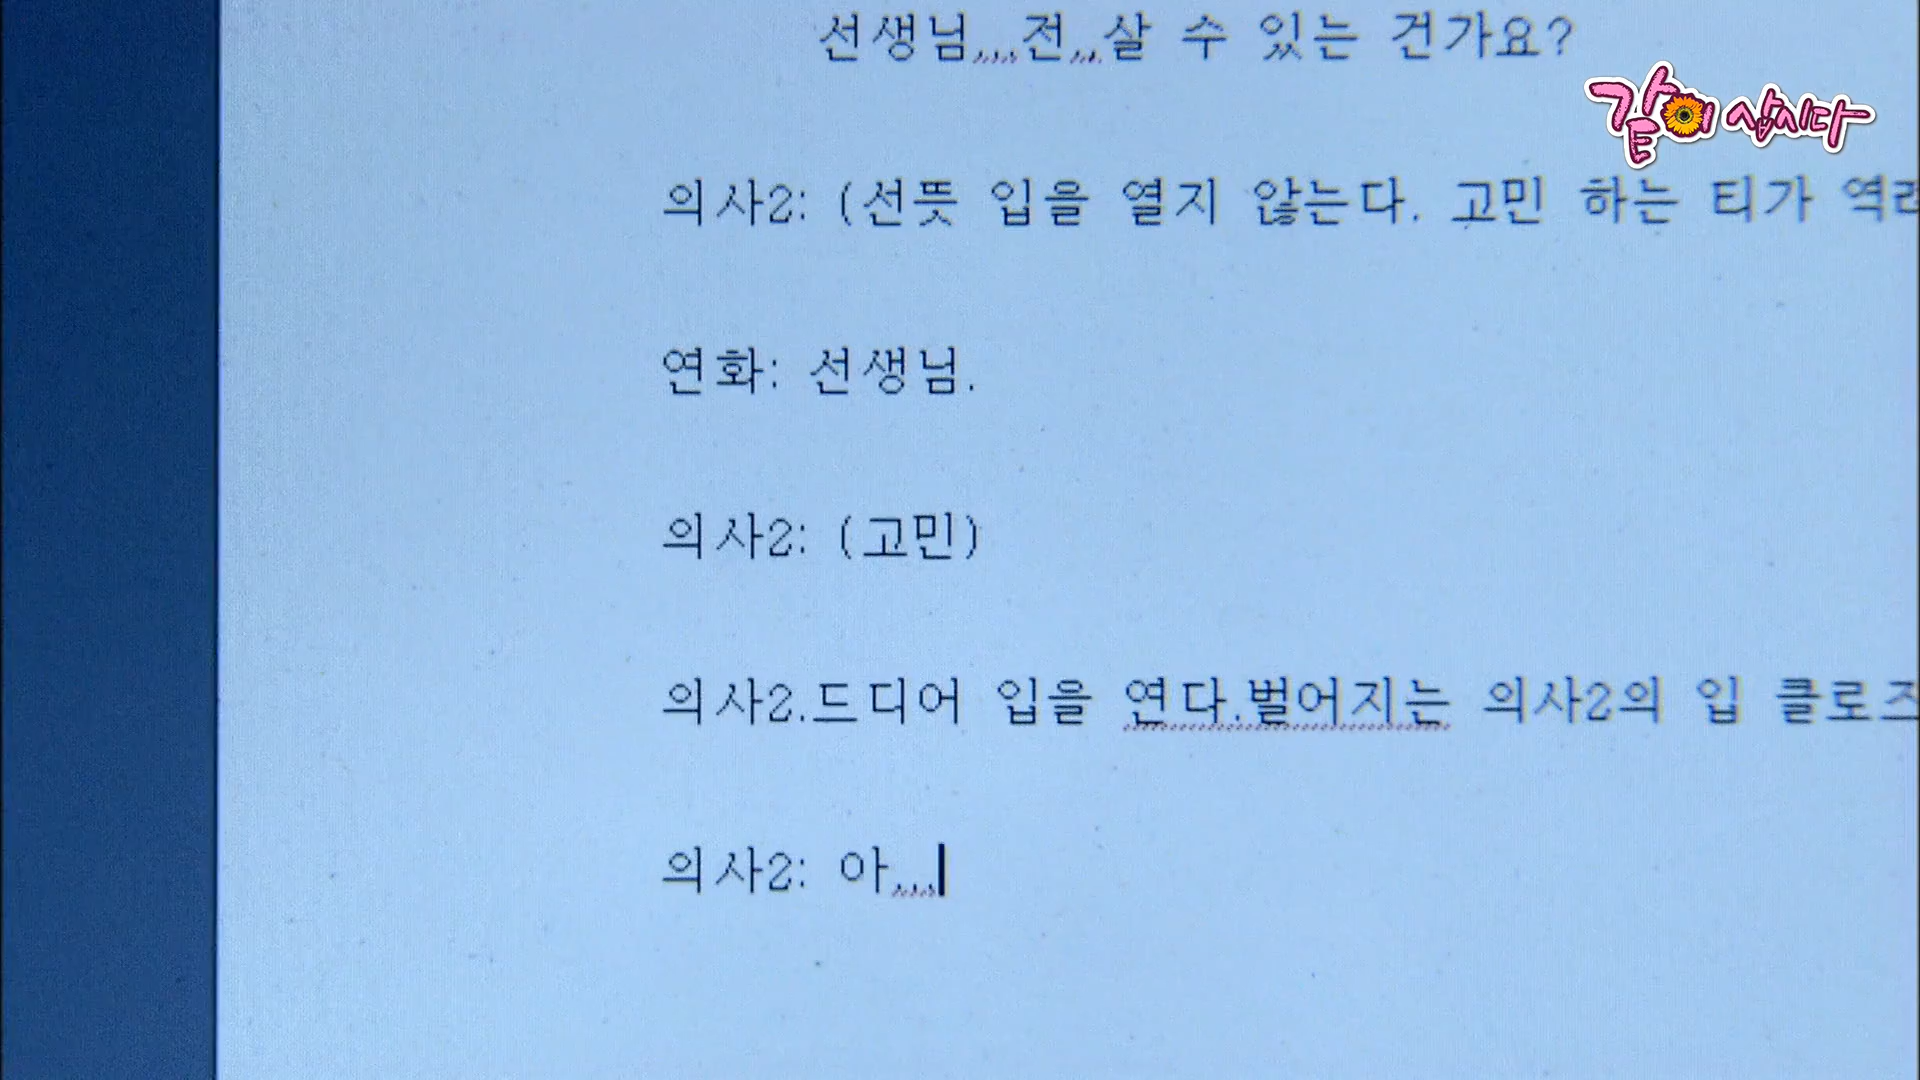 선생님,,,,전,,,살 수 있는 건가요?
같이 삽시다
의사2: (선뜻 입을 열지 않는다. 고민 하는 티가
연화: 선생님.
의사2: (고민)
의사2.드디어 입을 연다.벌어지는 의사2의 입
의사2: 아,,,,